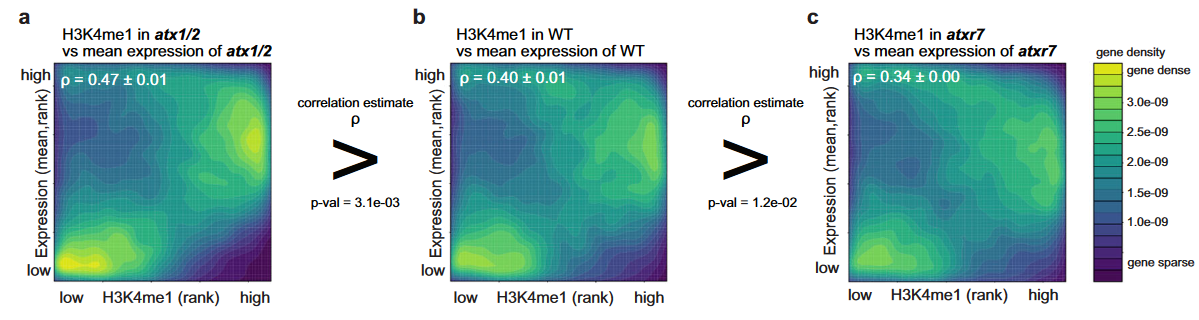 a
H3K4me1 in atx1/2
vs mean expression of atx1/2
high
ρ = 0.47 ± 0.01
Expression (mean,rank)
low
low H3K4me1 (rank) high
correlation estimate
ρ
>
p-val = 3.1e-03
b
H3K4me1 in WT
vs mean expression of WT
high
ρ = 0.40 ± 0.01
Expression (mean,rank)
low
low H3K4me1 (rank) high
correlation estimate
ρ
>
p-val = 1.2e-02
c
H3K4me1 in atxr7
vs mean expression of atxr7
high
ρ = 0.34 ± 0.00
Expression (mean,rank)
low
low H3K4me1 (rank) high
gene density
gene dense
3.0e-09
2.5e-09
2.0e-09
1.5e-09
1.0e-09
gene sparse